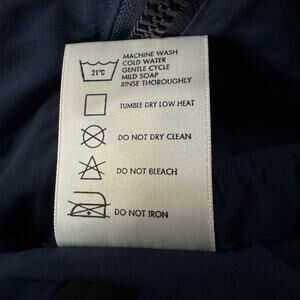 21°C
MACHINE WASH
COLD WATER
GENTLE CYCLE
MILD SOAP
RINSE THOROUGHLY
TUMBLE DRY LOW HEAT
DO NOT DRY CLEAN
DO NOT BLEACH
DO NOT IRON